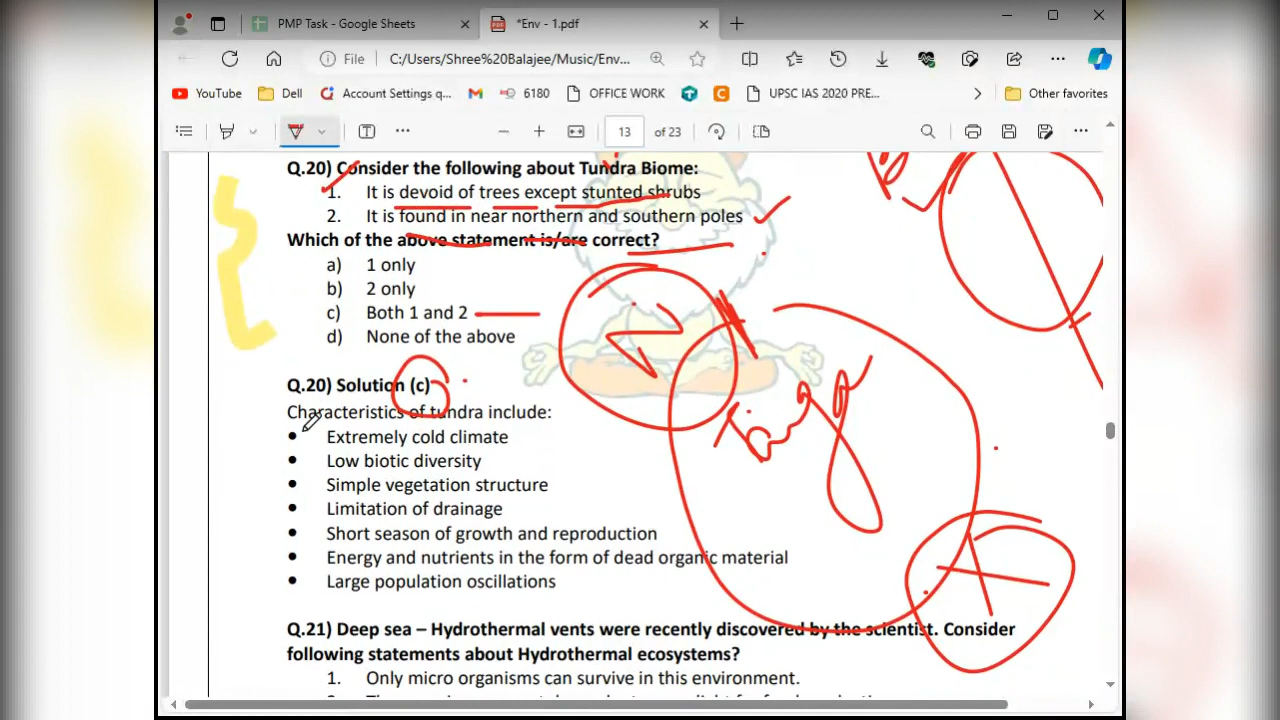 PMP Task - Google Sheets
*Env - 1.pdf
File
C:/Users/Shree%20Balajee/Music/Env...
YouTube
Dell
Account Settings q...
6180
OFFICE WORK
UPSC IAS 2020 PRE...
Other favorites
13 of 23
Q.20) Consider the following about Tundra Biome:
1. It is devoid of trees except stunted shrubs
2. It is found in near northern and southern poles
Which of the above statement is/are correct?
a) 1 only
b) 2 only
c) Both 1 and 2
d) None of the above
Q.20) Solution (c)
Characteristics of tundra include:
• Extremely cold climate
• Low biotic diversity
• Simple vegetation structure
• Limitation of drainage
• Short season of growth and reproduction
• Energy and nutrients in the form of dead organic material
• Large population oscillations
Q.21) Deep sea – Hydrothermal vents were recently discovered by the scientist. Consider
following statements about Hydrothermal ecosystems?
1. Only micro organisms can survive in this environment.